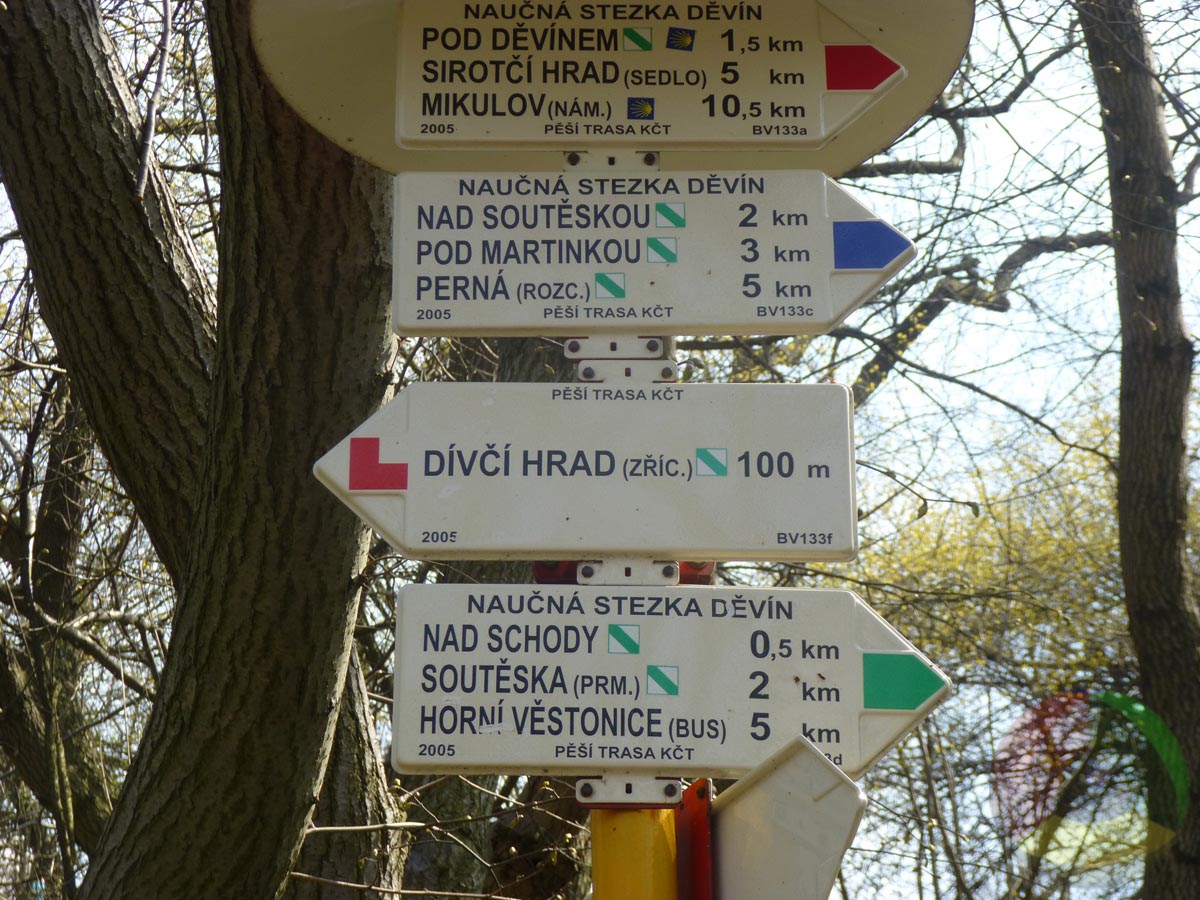 NAUČNÁ STEZKA DĚVÍN
POD DĚVÍNEM 1,5 km
SIROTČÍ HRAD (SEDLO) 5 km
MIKULOV (NÁM.) 10,5 km
2005 PĚŠÍ TRASA KČT BV133a
NAUČNÁ STEZKA DĚVÍN
NAD SOUTĚSKOU 2 km
POD MARTINKOU 3 km
PERNÁ (ROZC.) 5 km
2005 PĚŠÍ TRASA KČT BV133c
PĚŠÍ TRASA KČT
DÍVČÍ HRAD (ZŘÍC.) 100 m
2005 BV133f
NAUČNÁ STEZKA DĚVÍN
NAD SCHODY 0,5 km
SOUTĚSKA (PRM.) 2 km
HORNÍ VĚSTONICE (BUS) 5 km
2005 PĚŠÍ TRASA KČT